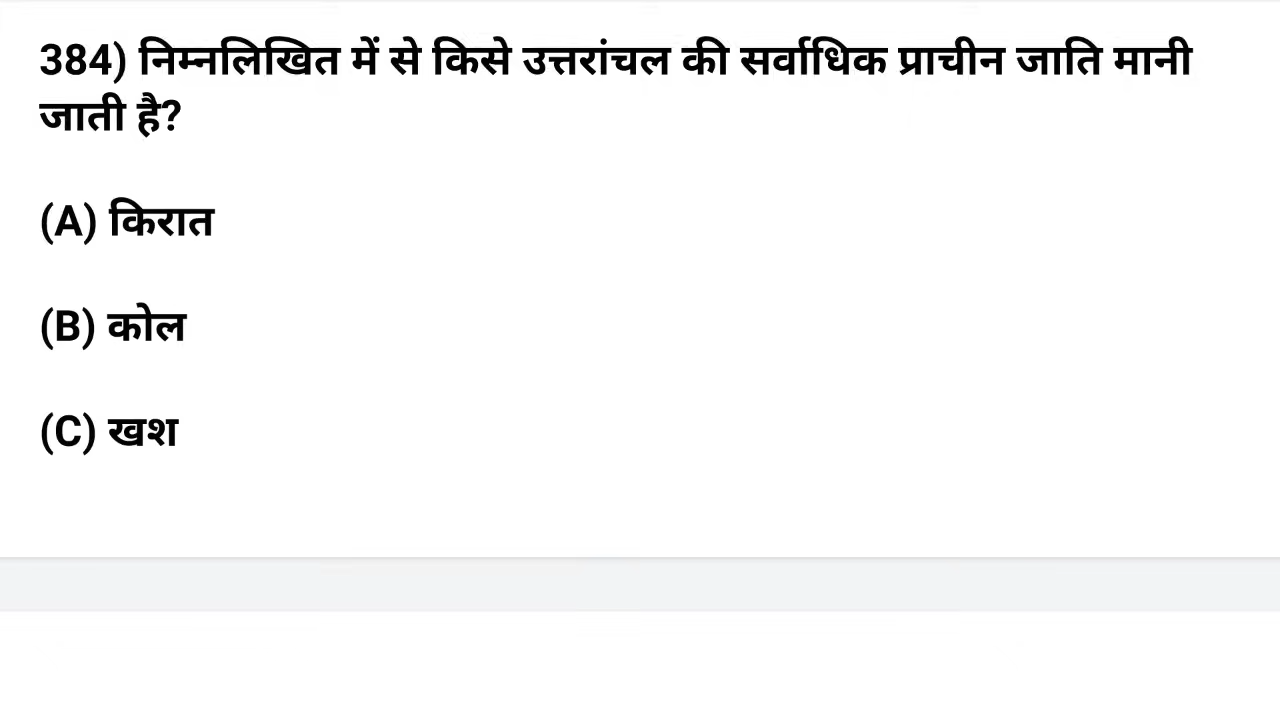 384) निम्नलिखित में से किसे उत्तरांचल की सर्वाधिक प्राचीन जाति मानी
जाती है?
(A) किरात
(B) कोल
(C) खश